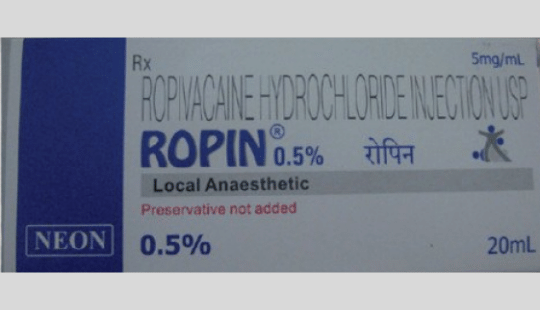 Rx
5mg/mL
ROPIVACAINE HYDROCHLORIDE INJECTION USP
ROPIN® 0.5% रोपिन
Local Anaesthetic
Preservative not added
NEON
0.5%
20mL